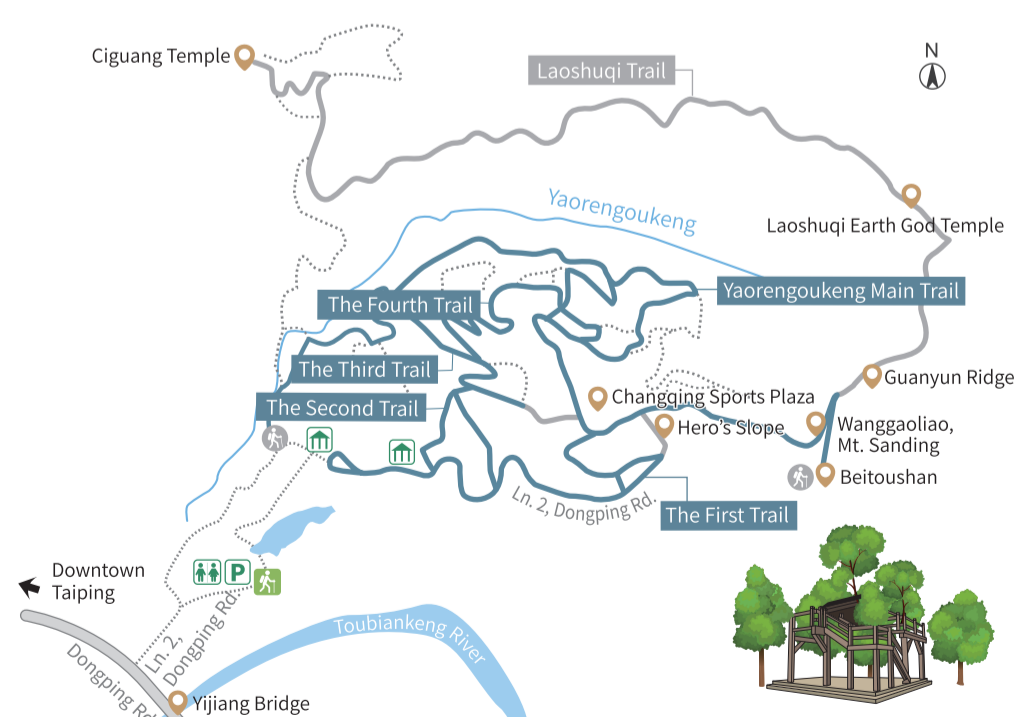 Ciguang Temple
Laoshuqi Trail
N
Yaorengoukeng
Laoshuqi Earth God Temple
The Fourth Trail
Yaorengoukeng Main Trail
The Third Trail
Guanyun Ridge
The Second Trail
Changqing Sports Plaza
Hero's Slope
Wanggaoliao,
Mt. Sanding
Beitoushan
Ln. 2, Dongping Rd.
The First Trail
Downtown
Taiping
P
Ln. 2,
Dongping Rd.
Toubiankeng River
Dongping Rd.
Yijiang Bridge